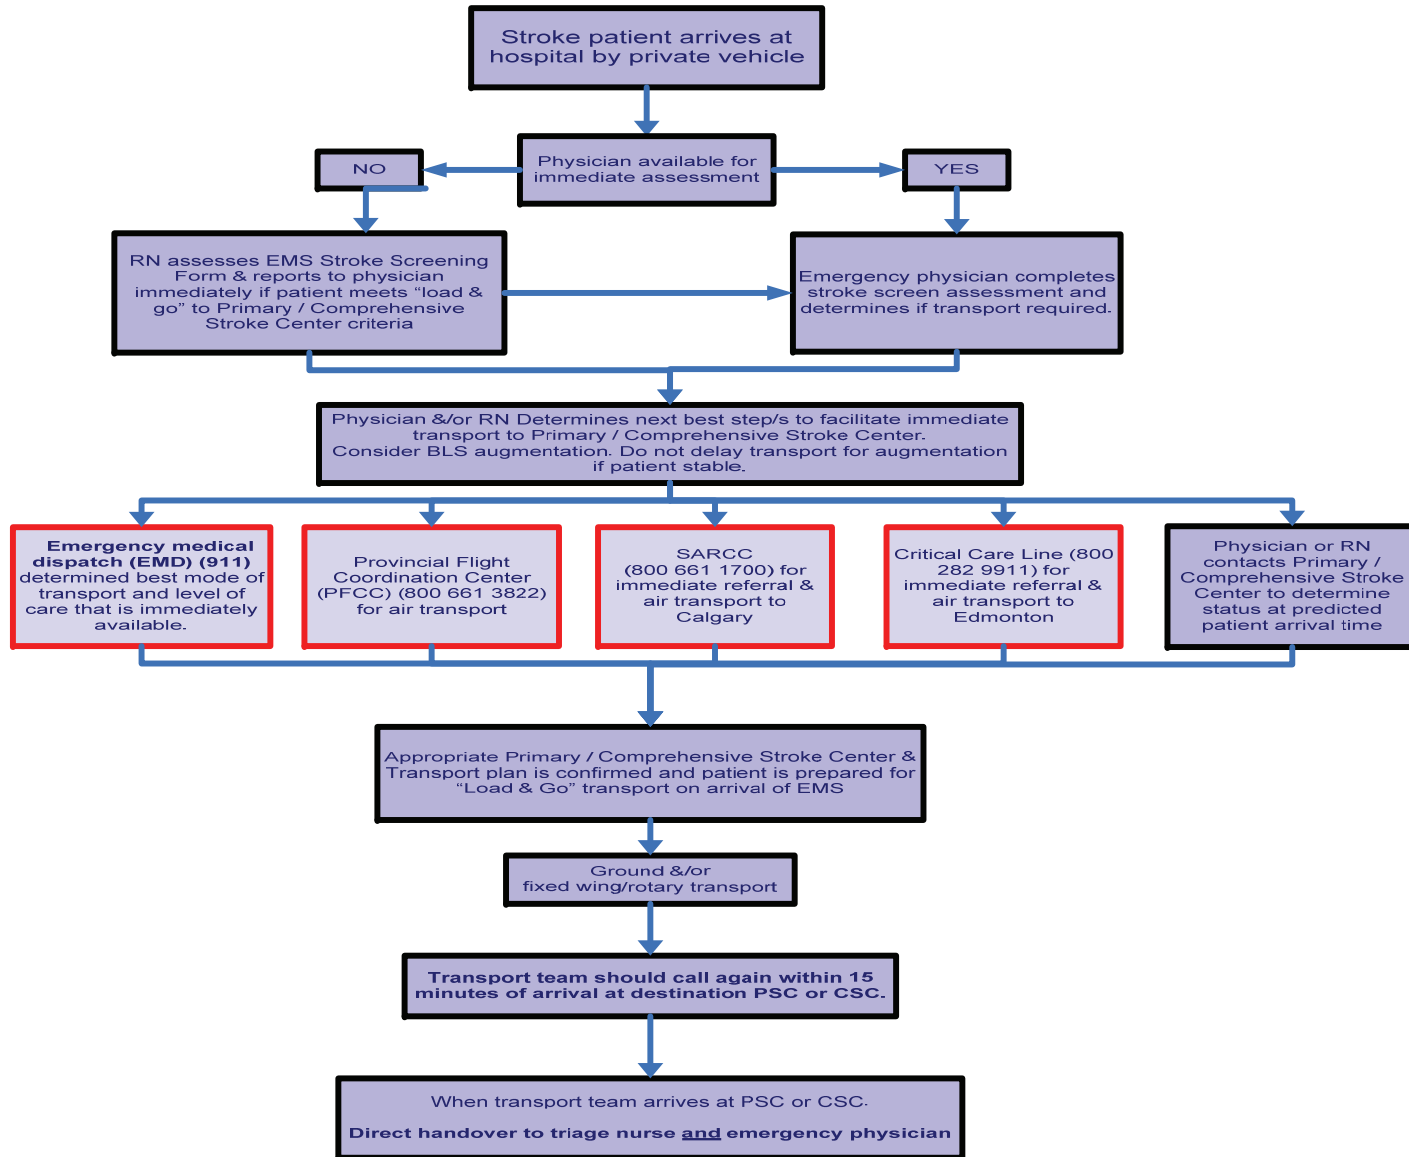 Stroke patient arrives at
hospital by private vehicle
NO
Physician available for
immediate assessment
YES
RN assesses EMS Stroke Screening
Form & reports to physician
immediately if patient meets “load &
go” to Primary / Comprehensive
Stroke Center criteria
Emergency physician completes
stroke screen assessment and
determines if transport required.
Physician &/or RN Determines next best step/s to facilitate immediate
transport to Primary / Comprehensive Stroke Center.
Consider BLS augmentation. Do not delay transport for augmentation
if patient stable.
Emergency medical
dispatch (EMD) (911)
determined best mode of
transport and level of
care that is immediately
available.
Provincial Flight
Coordination Center
(PFCC) (800 661 3822)
for air transport
SARCC
(800 661 1700) for
immediate referral &
air transport to
Calgary
Critical Care Line (800
282 9911) for
immediate referral &
air transport to
Edmonton
Physician or RN
contacts Primary /
Comprehensive Stroke
Center to determine
status at predicted
patient arrival time
Appropriate Primary / Comprehensive Stroke Center &
Transport plan is confirmed and patient is prepared for
“Load & Go” transport on arrival of EMS
Ground &/or
fixed wing/rotary transport
Transport team should call again within 15
minutes of arrival at destination PSC or CSC.
When transport team arrives at PSC or CSC.
Direct handover to triage nurse and emergency physician